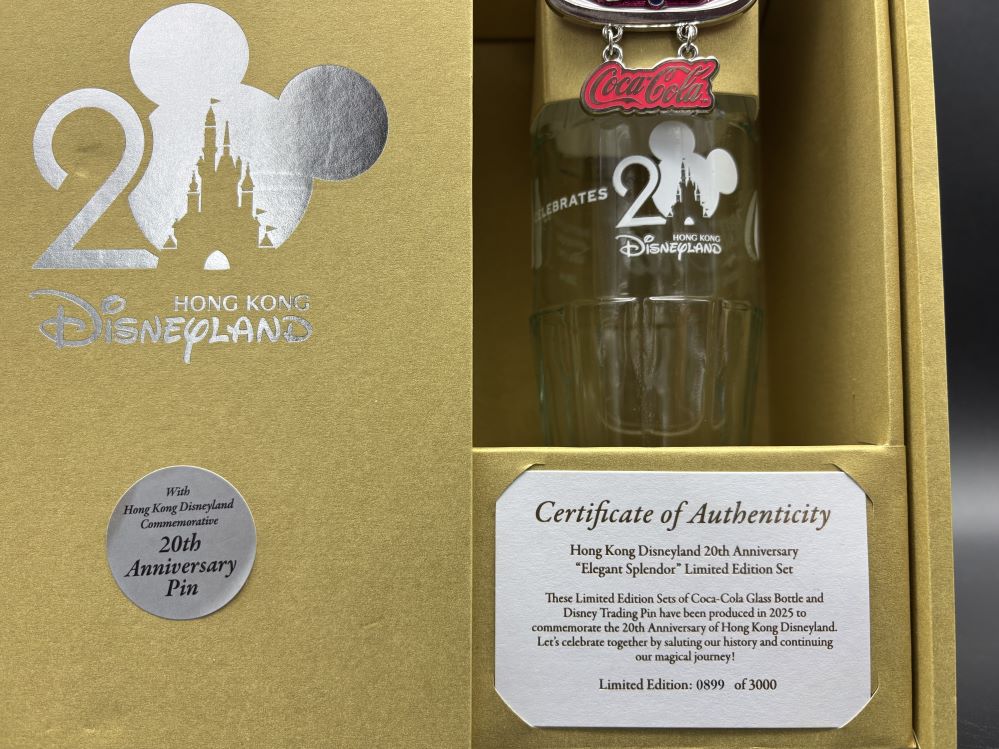 20
HONG KONG
Disneyland
With
Hong Kong Disneyland
Commemorative
20th
Anniversary
Pin
Coca-Cola
CELEBRATES
20
HONG KONG
Disneyland
Certificate of Authenticity
Hong Kong Disneyland 20th Anniversary
“Elegant Splendor” Limited Edition Set
These Limited Edition Sets of Coca-Cola Glass Bottle and
Disney Trading Pin have been produced in 2025 to
commemorate the 20th Anniversary of Hong Kong Disneyland.
Let’s celebrate together by saluting our history and continuing
our magical journey!
Limited Edition: 0899 of 3000